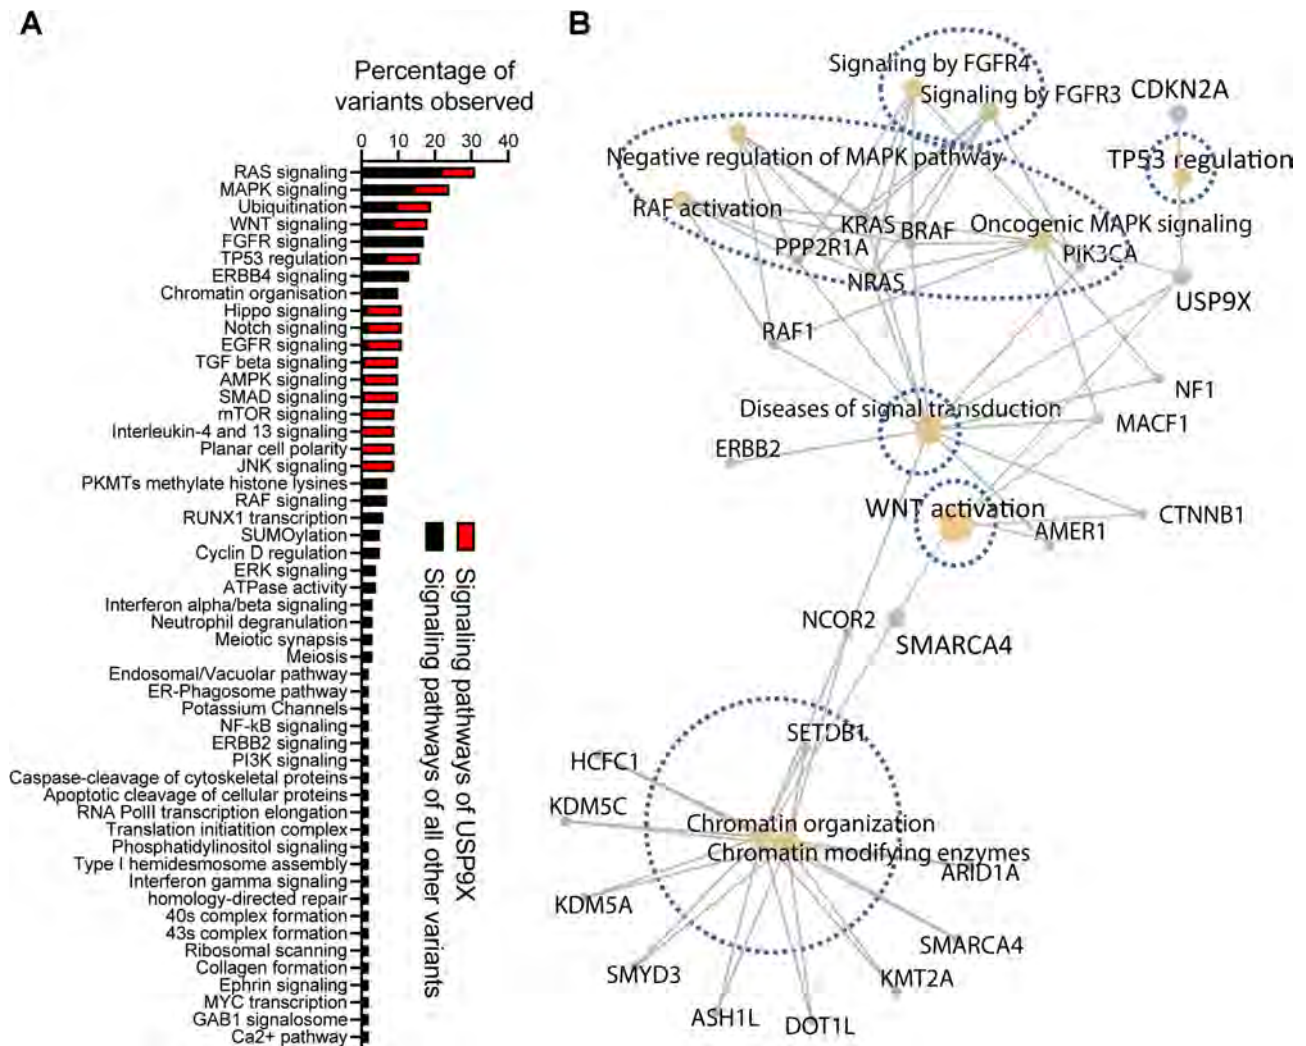 A
Percentage of
variants observed
0 10 20 30 40
RAS signaling
MAPK signaling
Ubiquitination
WNT signaling
FGFR signaling
TP53 regulation
ERBB4 signaling
Chromatin organisation
Hippo signaling
Notch signaling
EGFR signaling
TGF beta signaling
AMPK signaling
SMAD signaling
mTOR signaling
Interleukin-4 and 13 signaling
Planar cell polarity
JNK signaling
PKMTs methylate histone lysines
RAF signaling
RUNX1 transcription
SUMOylation
Cyclin D regulation
ERK signaling
ATPase activity
Interferon alpha/beta signaling
Neutrophil degranulation
Meiotic synapsis
Meiosis
Endosomal/Vacuolar pathway
ER-Phagosome pathway
Potassium Channels
NF-kB signaling
ERBB2 signaling
PI3K signaling
Caspase-cleavage of cytoskeletal proteins
Apoptotic cleavage of cellular proteins
RNA PolII transcription elongation
Translation initiatition complex
Phosphatidylinositol signaling
Type I hemidesmosome assembly
Interferon gamma signaling
homology-directed repair
40s complex formation
43s complex formation
Ribosomal scanning
Collagen formation
Ephrin signaling
MYC transcription
GAB1 signalosome
Ca2+ pathway
Signaling pathways of USP9X
Signaling pathways of all other variants
B
Signaling by FGFR4
Signaling by FGFR3
CDKN2A
Negative regulation of MAPK pathway
TP53 regulation
RAF activation
KRAS
BRAF
Oncogenic MAPK signaling
PPP2R1A
PIK3CA
NRAS
USP9X
RAF1
NF1
Diseases of signal transduction
MACF1
ERBB2
WNT activation
CTNNB1
AMER1
NCOR2
SMARCA4
SETDB1
HCFC1
KDM5C
Chromatin organization
Chromatin modifying enzymes
ARID1A
KDM5A
SMARCA4
SMYD3
KMT2A
ASH1L
DOT1L